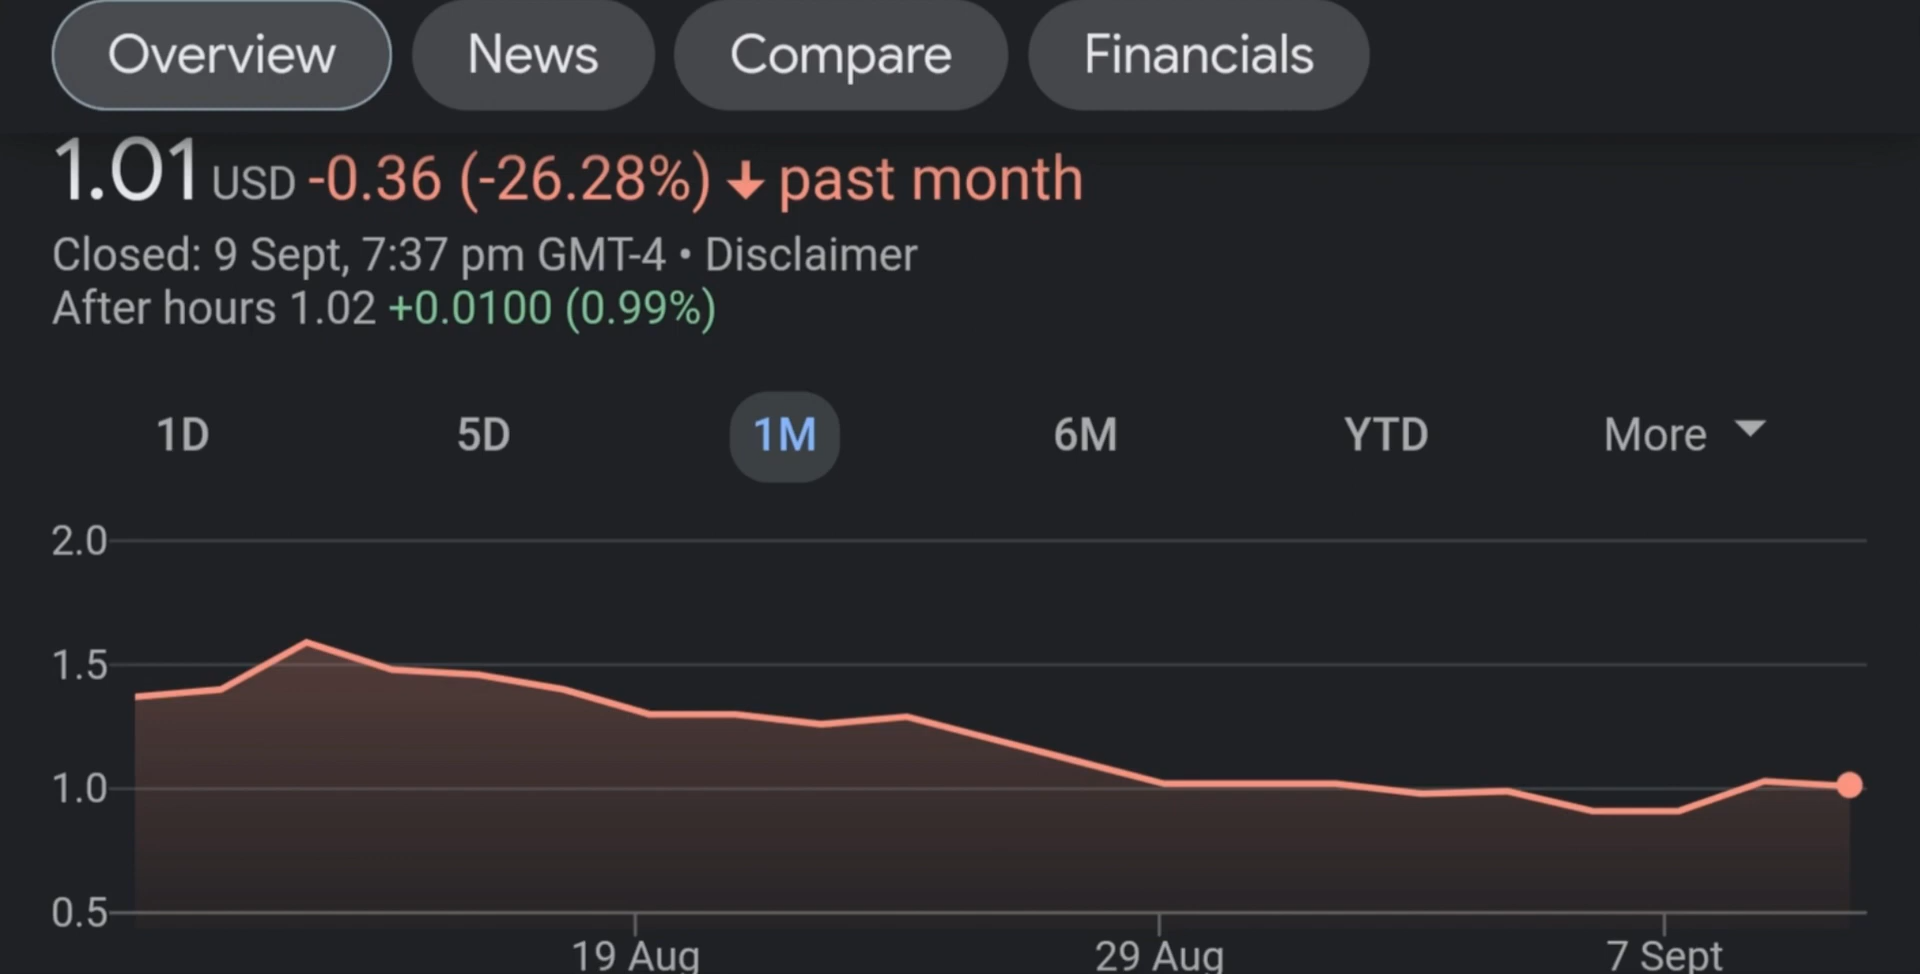 Overview News Compare Financials
1.01 USD -0.36 (-26.28%) ↓ past month
Closed: 9 Sept, 7:37 pm GMT-4 • Disclaimer
After hours 1.02 +0.0100 (0.99%)
1D 5D 1M 6M YTD More
2.0
1.5
1.0
0.5
19 Aug 29 Aug 7 Sept